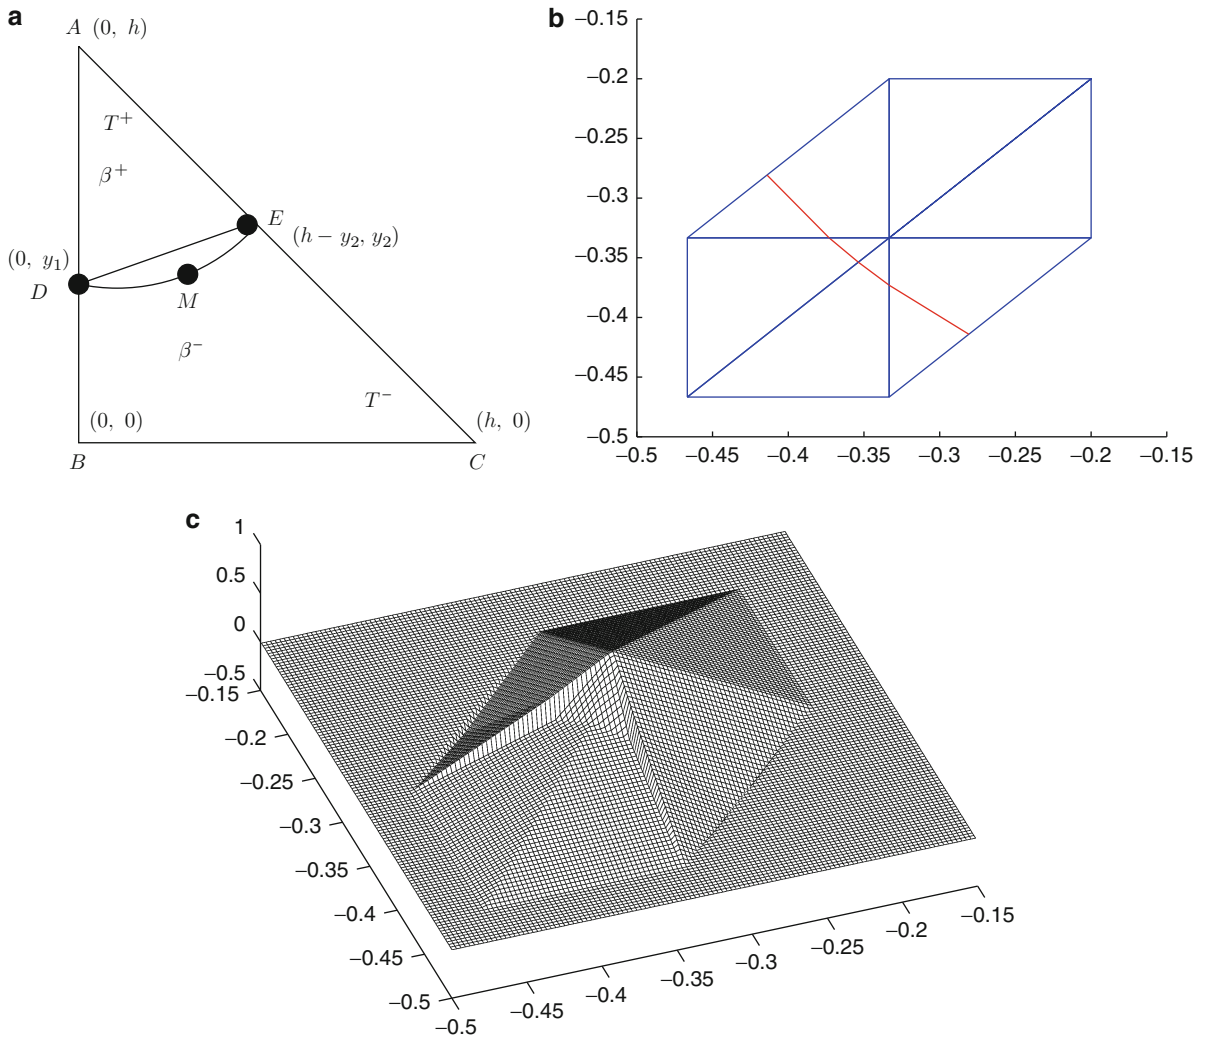 a
A (0, h)
T+
β+
E
(h − y2, y2)
(0, y1)
D
M
β−
T−
(0, 0)
(h, 0)
B
C
b
−0.15
−0.2
−0.25
−0.3
−0.35
−0.4
−0.45
−0.5
−0.5 −0.45 −0.4 −0.35 −0.3 −0.25 −0.2 −0.15
c
1
0.5
0
−0.5
−0.15
−0.2
−0.25
−0.3
−0.35
−0.4
−0.45
−0.5
−0.5
−0.45
−0.4
−0.35
−0.3
−0.25
−0.2
−0.15